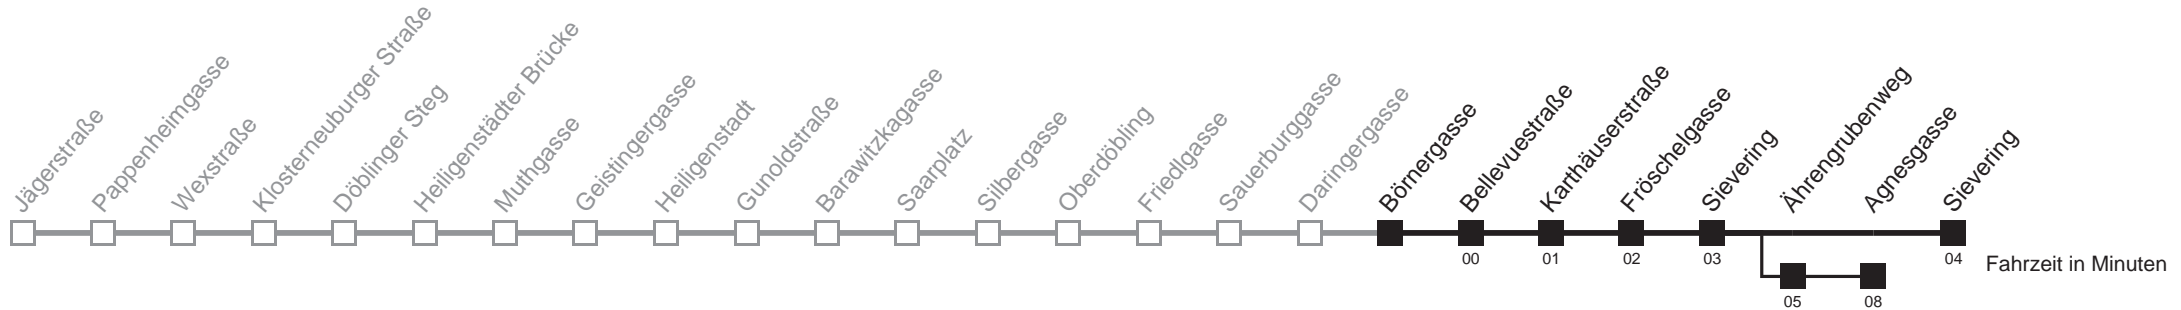 Jägerstraße
Pappenheimgasse
Wexstraße
Klosterneuburger Straße
Döblinger Steg
Heiligenstädter Brücke
Muthgasse
Geistingergasse
Heiligenstadt
Gunoldstraße
Barawitzkagasse
Saarplatz
Silbergasse
Oberdöbling
Friedlgasse
Sauerburggasse
Daringergasse
Börnergasse
Bellevuestraße
Karthäuserstraße
Fröschelgasse
Sievering
Ährengrubenweg
Agnesgasse
Sievering
00 01 02 03 04
Fahrzeit in Minuten
05 08